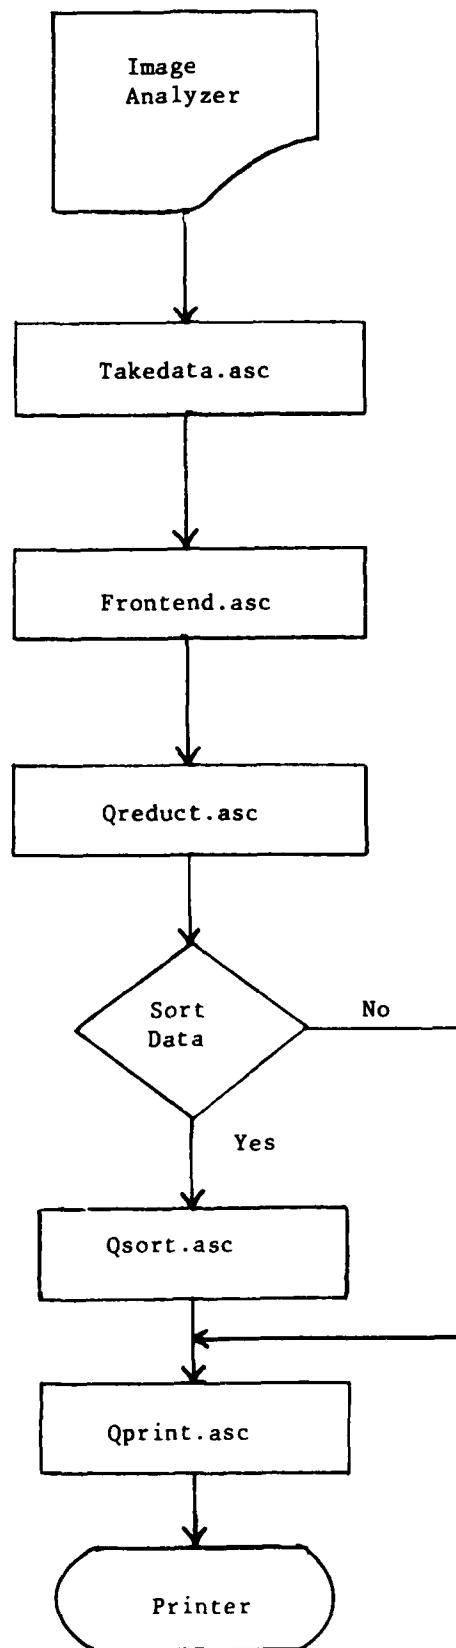 Image
Analyzer
Takedata.asc
Frontend.asc
Qreduct.asc
Sort
Data
No
Yes
Qsort.asc
Qprint.asc
Printer